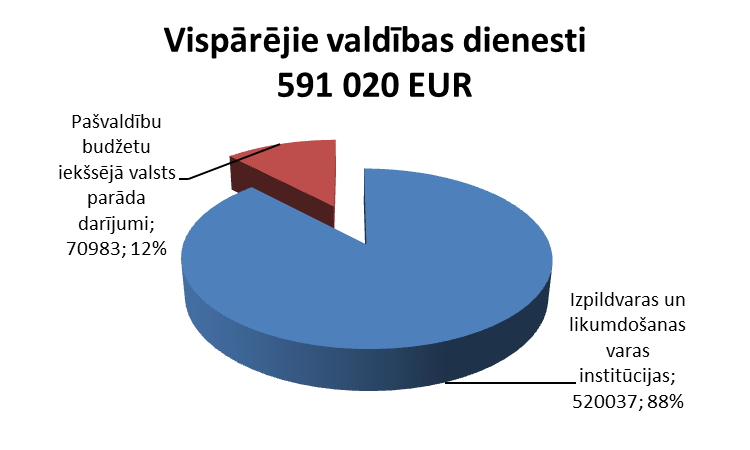 Vispārējie valdības dienesti
591 020 EUR
Pašvaldību
budžetu
iekšsējā valsts
parāda
darījumi;
70983; 12%
Izpildvaras un
likumdošanas
varas
institūcijas;
520037; 88%